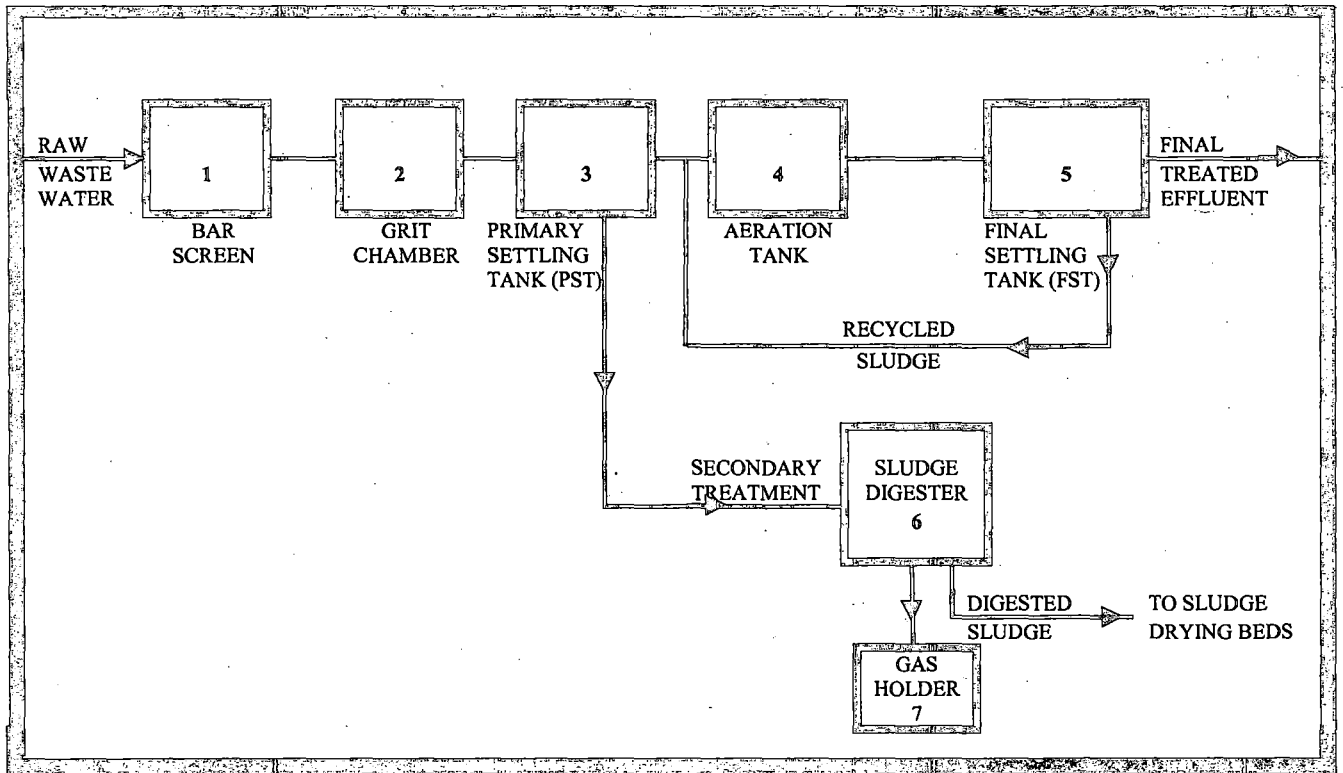 RAW
WASTE
WATER
1
BAR
SCREEN
2
GRIT
CHAMBER
3
PRIMARY
SETTLING
TANK (PST)
4
AERATION
TANK
5
FINAL
SETTLING
TANK (FST)
FINAL
TREATED
EFFLUENT
RECYCLED
SLUDGE
SECONDARY
TREATMENT
SLUDGE
DIGESTER
6
DIGESTED
SLUDGE
TO SLUDGE
DRYING BEDS
GAS
HOLDER
7